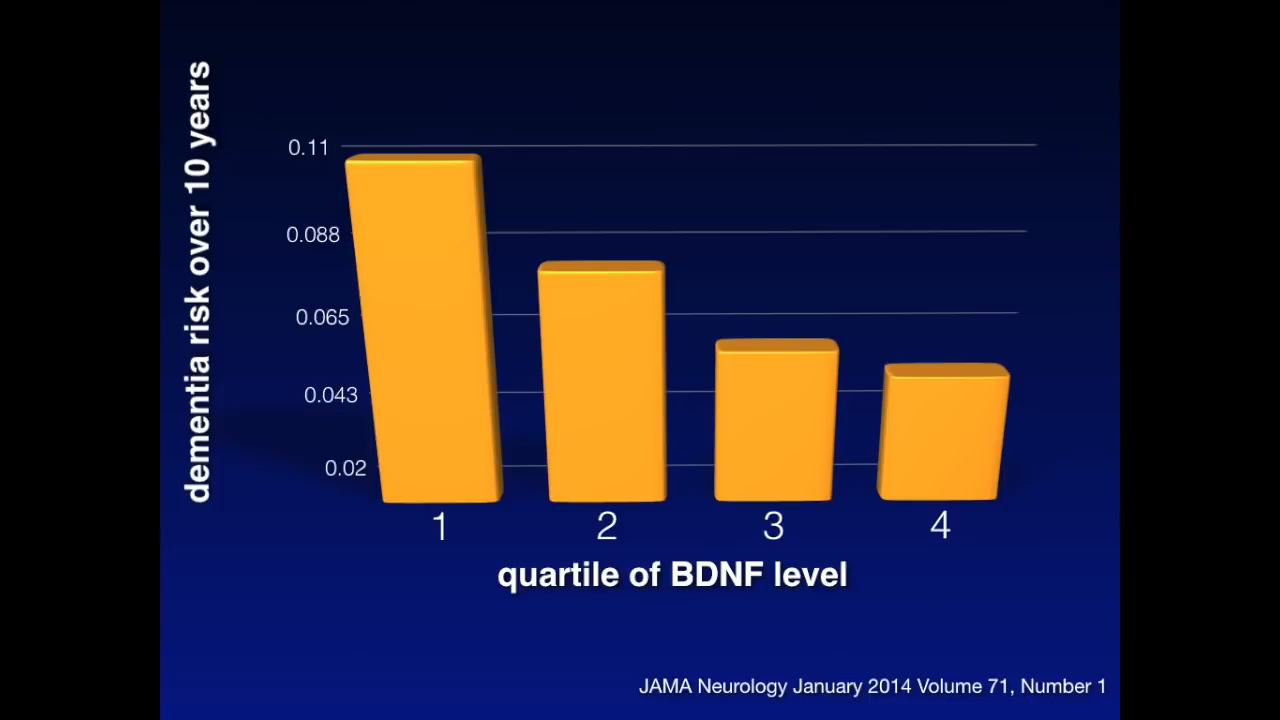 dementia risk over 10 years
0.11
0.088
0.065
0.043
0.02
1 2 3 4
quartile of BDNF level
JAMA Neurology January 2014 Volume 71, Number 1